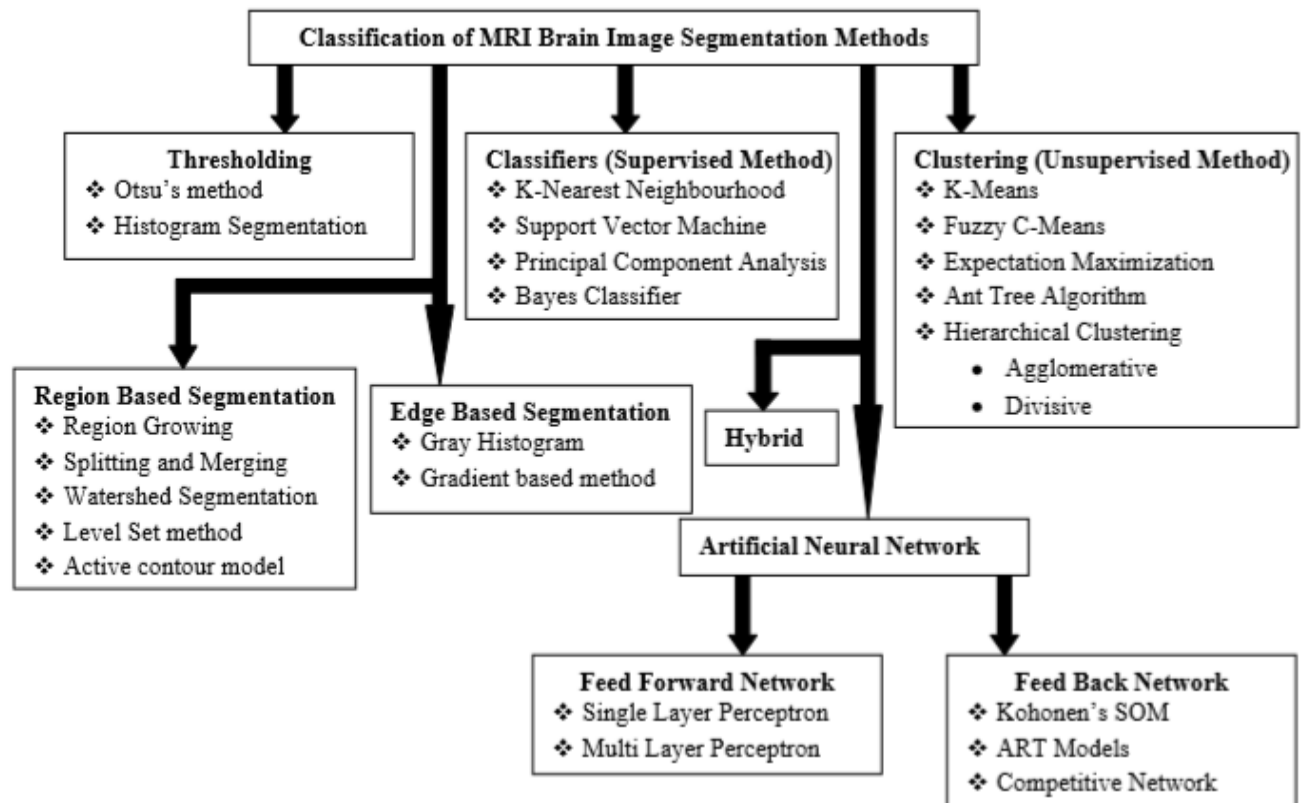 Classification of MRI Brain Image Segmentation Methods
Thresholding
❖ Otsu’s method
❖ Histogram Segmentation
Classifiers (Supervised Method)
❖ K-Nearest Neighbourhood
❖ Support Vector Machine
❖ Principal Component Analysis
❖ Bayes Classifier
Clustering (Unsupervised Method)
❖ K-Means
❖ Fuzzy C-Means
❖ Expectation Maximization
❖ Ant Tree Algorithm
❖ Hierarchical Clustering
• Agglomerative
• Divisive
Region Based Segmentation
❖ Region Growing
❖ Splitting and Merging
❖ Watershed Segmentation
❖ Level Set method
❖ Active contour model
Edge Based Segmentation
❖ Gray Histogram
❖ Gradient based method
Hybrid
Artificial Neural Network
Feed Forward Network
❖ Single Layer Perceptron
❖ Multi Layer Perceptron
Feed Back Network
❖ Kohonen’s SOM
❖ ART Models
❖ Competitive Network